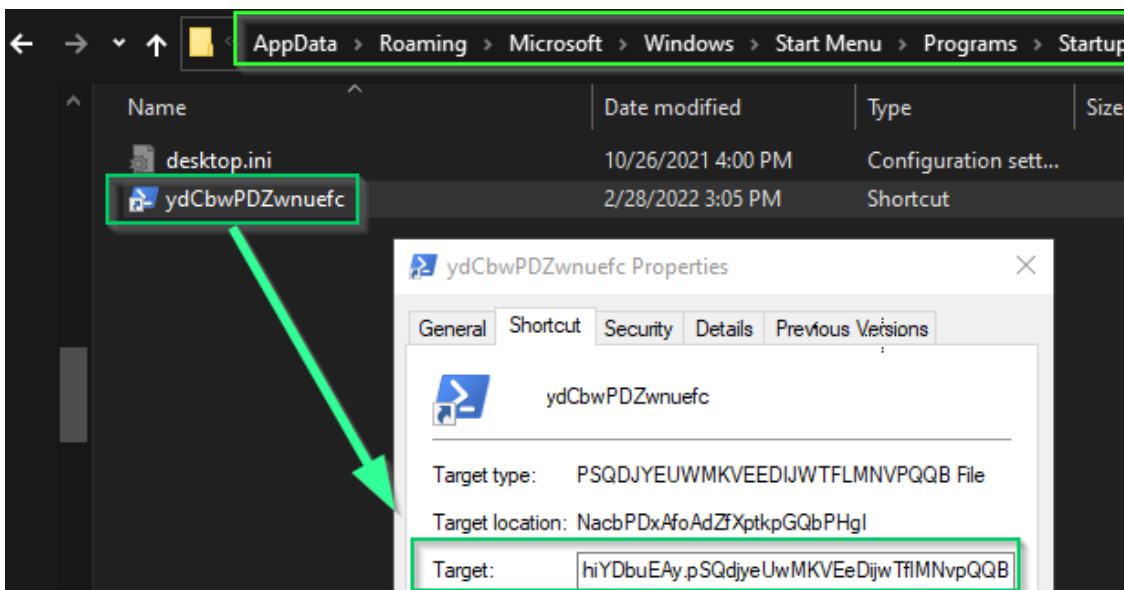 AppData > Roaming > Microsoft > Windows > Start Menu > Programs > Startup
Name Date modified Type Size
desktop.ini 10/26/2021 4:00 PM Configuration sett...
ydCbwPDZwnuefc 2/28/2022 3:05 PM Shortcut
ydCbwPDZwnuefc Properties
General Shortcut Security Details Previous Versions
ydCbwPDZwnuefc
Target type: PSQDJYEUWMKVEEDIJWTFLMNVPQQB File
Target location: NacbPDxAfoAdZfXptkpGQbPHgl
Target: hiYDbuEAy.pSQdjyeUwMKVEeDijwTflMNvpQQB